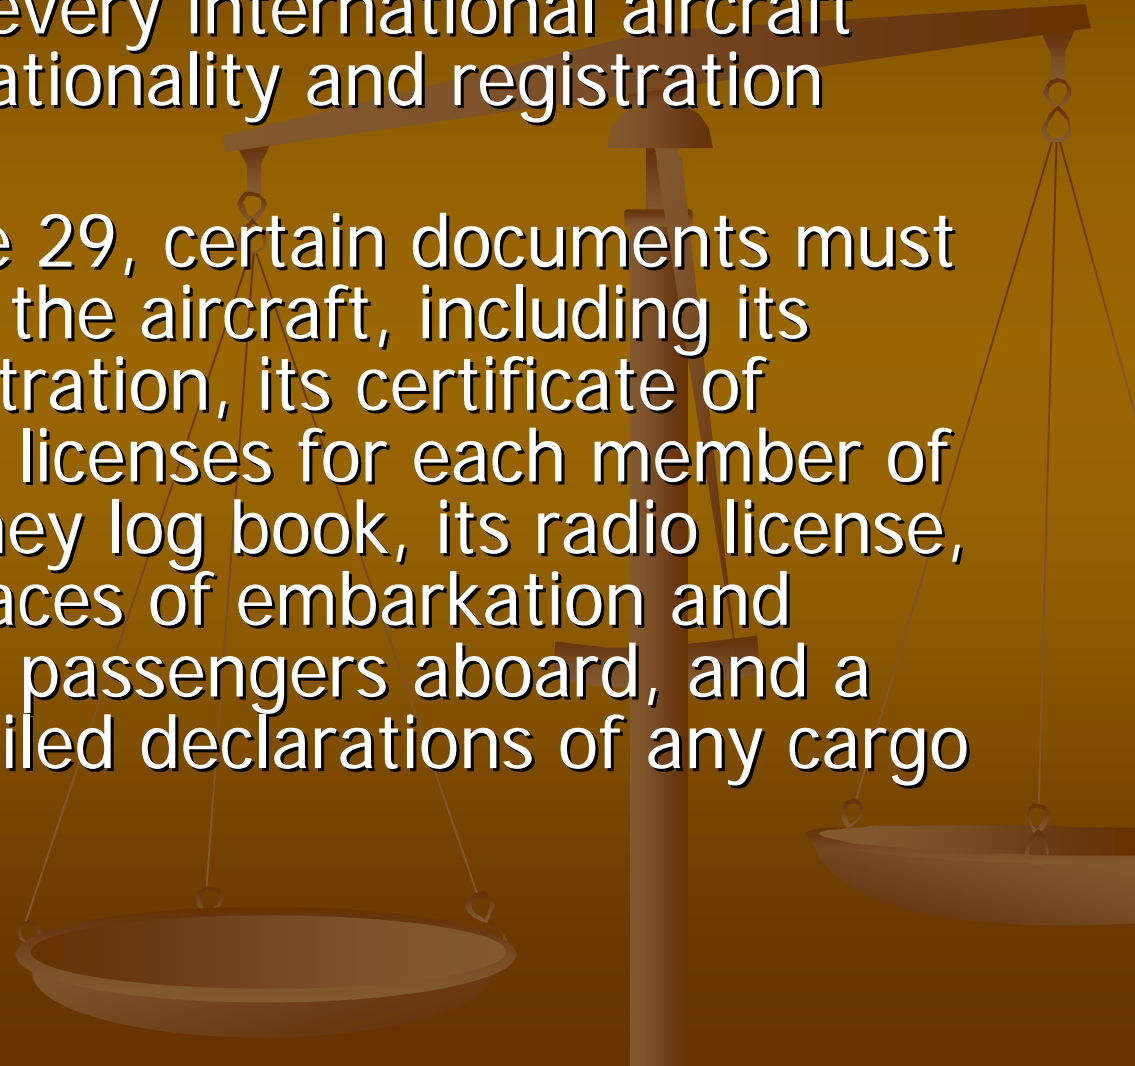 every international aircraft
ationality and registration
e 29, certain documents must
the aircraft, including its
tration, its certificate of
licenses for each member of
ney log book, its radio license,
aces of embarkation and
passengers aboard, and a
iled declarations of any cargo